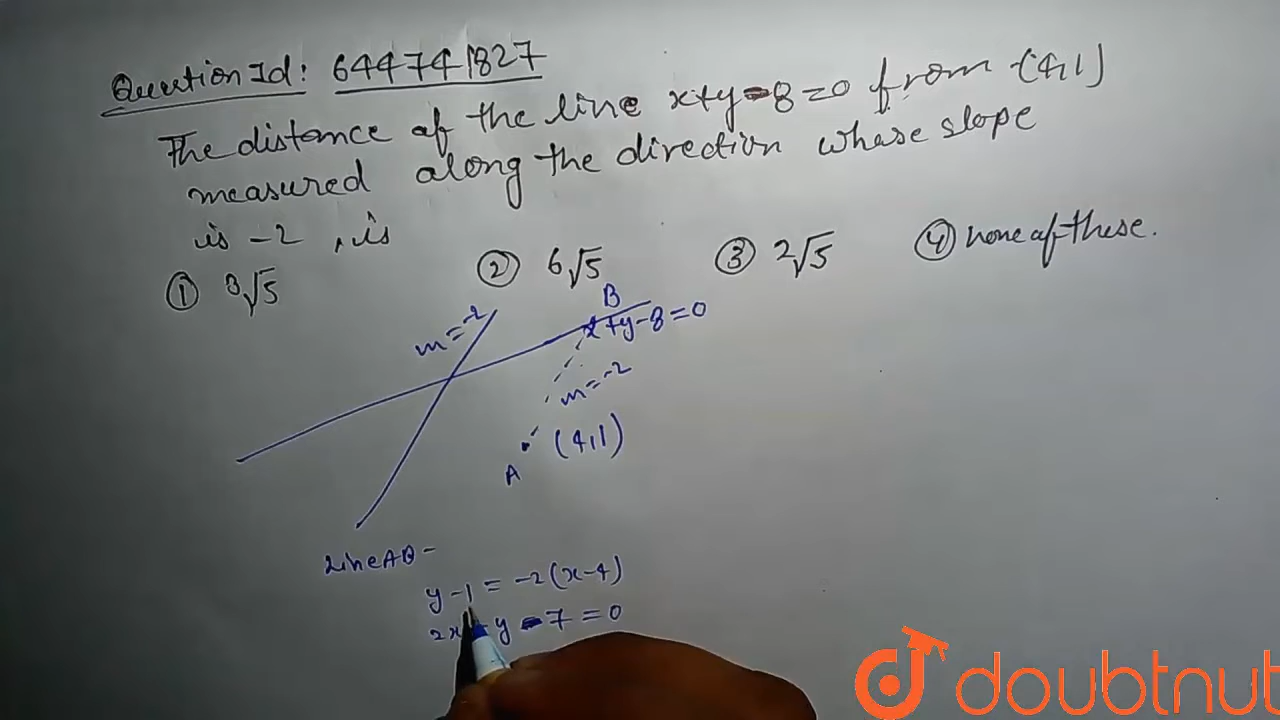 Question Id: 644741827
The distance of the line x+y-8=0 from (4,1)
measured along the direction whose slope
is -2, is
① 3√5 ② 6√5 ③ 2√5 ④ none of these.
m=-2
B
x+y-8=0
m=-2
(4,1)
A
Line AB -
y-1 = -2(x-4)
2x+y-7=0
doubtnut